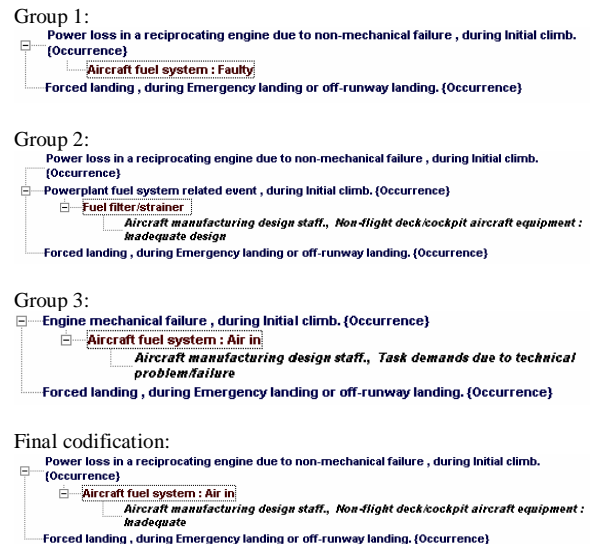 Group 1:
Power loss in a reciprocating engine due to non-mechanical failure , during Initial climb.
{Occurrence}
Aircraft fuel system : Faulty
Forced landing , during Emergency landing or off-runway landing. {Occurrence}
Group 2:
Power loss in a reciprocating engine due to non-mechanical failure , during Initial climb.
{Occurrence}
Powerplant fuel system related event , during Initial climb. {Occurrence}
Fuel filter/strainer
Aircraft manufacturing design staff., Non-flight deck/cockpit aircraft equipment :
Inadequate design
Forced landing , during Emergency landing or off-runway landing. {Occurrence}
Group 3:
Engine mechanical failure , during Initial climb. {Occurrence}
Aircraft fuel system : Air in
Aircraft manufacturing design staff., Task demands due to technical
problem/failure
Forced landing , during Emergency landing or off-runway landing. {Occurrence}
Final codification:
Power loss in a reciprocating engine due to non-mechanical failure , during Initial climb.
{Occurrence}
Aircraft fuel system : Air in
Aircraft manufacturing design staff., Non-flight deck/cockpit aircraft equipment :
Inadequate
Forced landing , during Emergency landing or off-runway landing. {Occurrence}